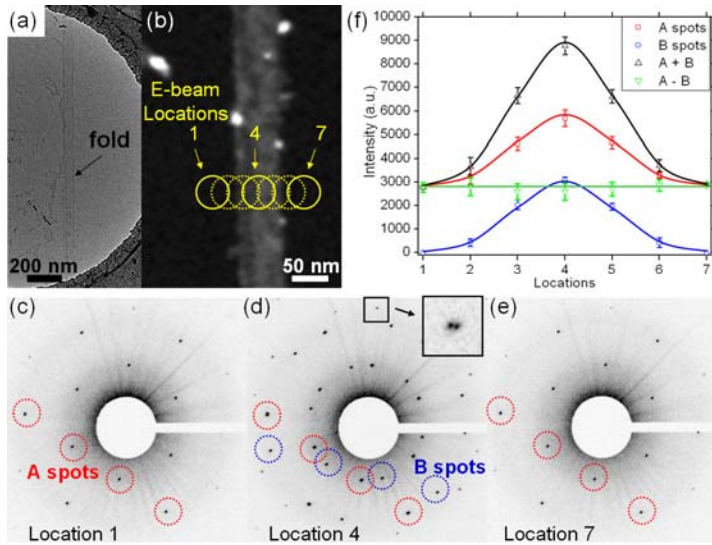 (a)
fold
200 nm
(b)
E-beam
Locations
1 4 7
50 nm
(f)
Intensity (a.u.)
10000
9000
8000
7000
6000
5000
4000
3000
2000
1000
0
1 2 3 4 5 6 7
Locations
A spots
B spots
A + B
A - B
(c)
A spots
Location 1
(d)
B spots
Location 4
(e)
Location 7